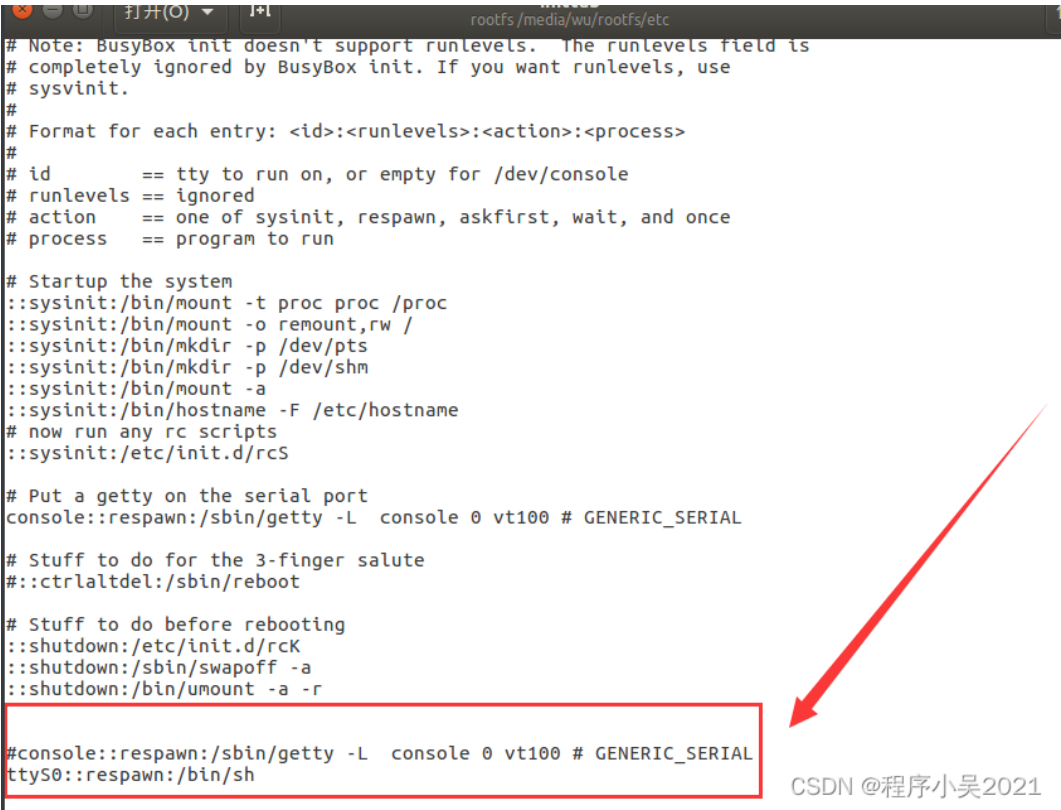 打开(O)
rootfs /media/wu/rootfs/etc
# Note: BusyBox init doesn't support runlevels.  The runlevels field is
# completely ignored by BusyBox init. If you want runlevels, use
# sysvinit.
#
# Format for each entry: <id>:<runlevels>:<action>:<process>
#
# id        == tty to run on, or empty for /dev/console
# runlevels == ignored
# action    == one of sysinit, respawn, askfirst, wait, and once
# process   == program to run
# Startup the system
::sysinit:/bin/mount -t proc proc /proc
::sysinit:/bin/mount -o remount,rw /
::sysinit:/bin/mkdir -p /dev/pts
::sysinit:/bin/mkdir -p /dev/shm
::sysinit:/bin/mount -a
::sysinit:/bin/hostname -F /etc/hostname
# now run any rc scripts
::sysinit:/etc/init.d/rcS
# Put a getty on the serial port
console::respawn:/sbin/getty -L  console 0 vt100 # GENERIC_SERIAL
# Stuff to do for the 3-finger salute
#::ctrlaltdel:/sbin/reboot
# Stuff to do before rebooting
::shutdown:/etc/init.d/rcK
::shutdown:/sbin/swapoff -a
::shutdown:/bin/umount -a -r
#console::respawn:/sbin/getty -L  console 0 vt100 # GENERIC_SERIAL
ttyS0::respawn:/bin/sh
CSDN @程序小吴2021